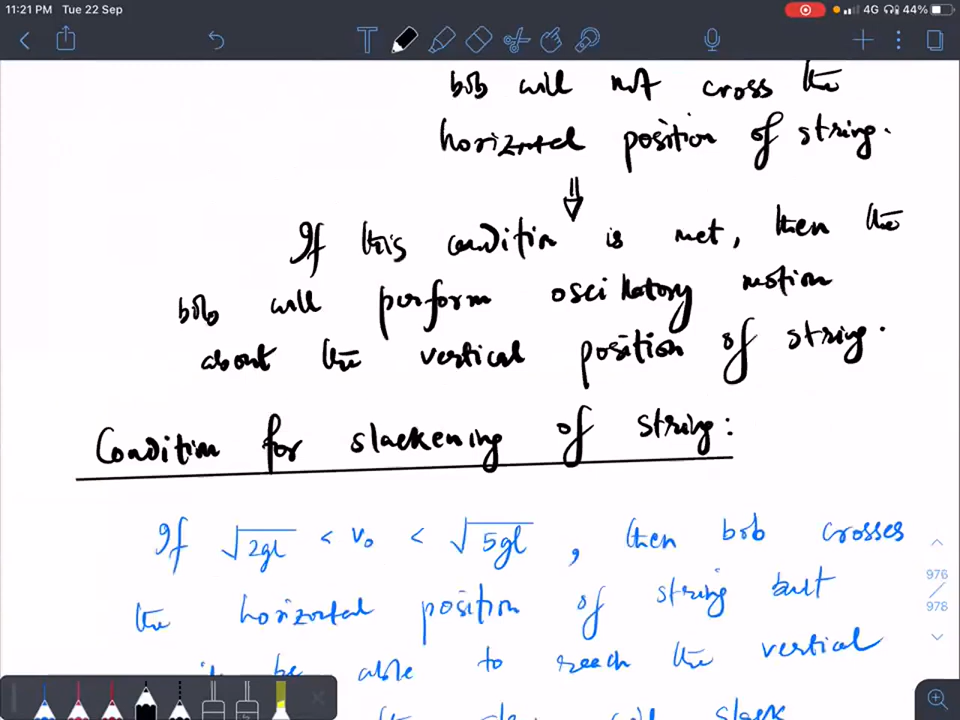 11:21 PM Tue 22 Sep
4G 44%
bob will not cross the
horizontal position of string.
If this condition is met, then the
bob will perform oscillatory motion
about the vertical position of string.
Condition for slackening of string:
If √2gl < v₀ < √5gl , then bob crosses
the horizontal position of string but
be able to reach the vertical
slack
976
/
978